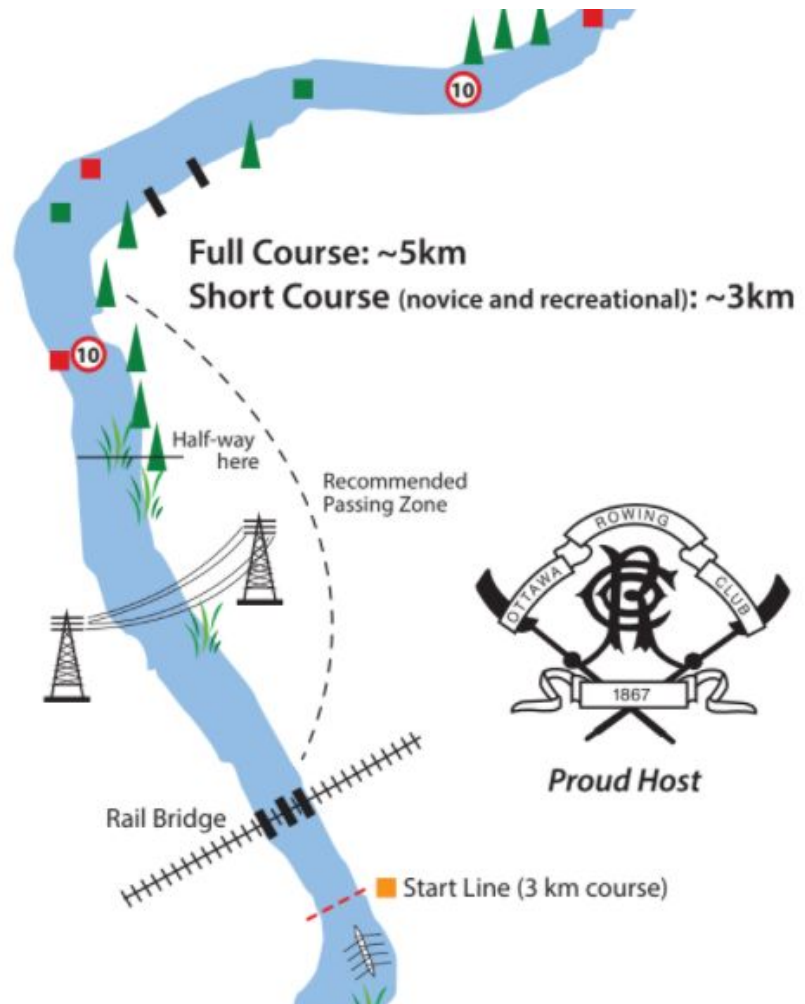 10
Full Course: ~5km
Short Course (novice and recreational): ~3km
10
Half-way
here
Recommended
Passing Zone
OTTAWA
ROWING
CLUB
1867
Proud Host
Rail Bridge
Start Line (3 km course)